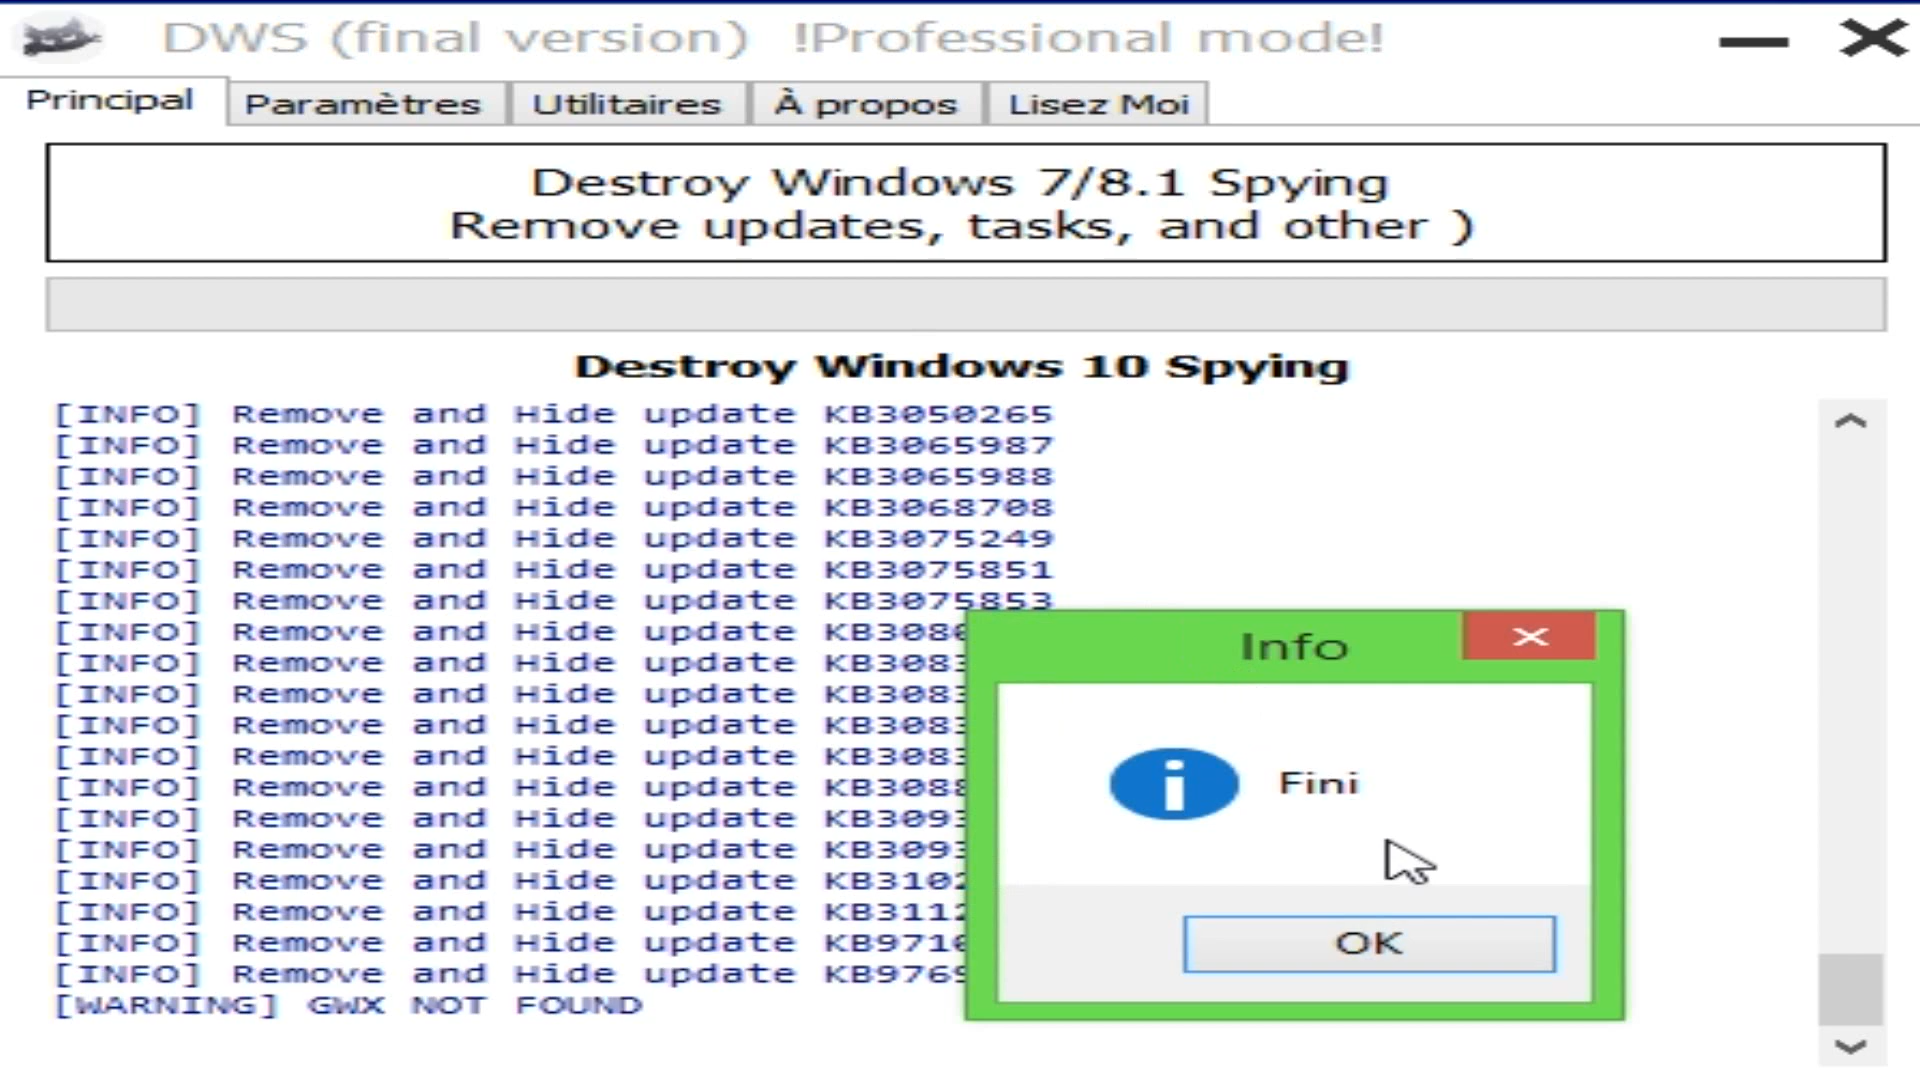 DWS (final version) !Professional mode!
Principal Paramètres Utilitaires À propos Lisez Moi
Destroy Windows 7/8.1 Spying
Remove updates, tasks, and other )
Destroy Windows 10 Spying
[INFO] Remove and Hide update KB3050265
[INFO] Remove and Hide update KB3065987
[INFO] Remove and Hide update KB3065988
[INFO] Remove and Hide update KB3068708
[INFO] Remove and Hide update KB3075249
[INFO] Remove and Hide update KB3075851
[INFO] Remove and Hide update KB3075853
[INFO] Remove and Hide update
[INFO] Remove and Hide update
[INFO] Remove and Hide update
[INFO] Remove and Hide update
[INFO] Remove and Hide update
[INFO] Remove and Hide update
[INFO] Remove and Hide update
[INFO] Remove and Hide update
[INFO] Remove and Hide update
[INFO] Remove and Hide update
[INFO] Remove and Hide update
[INFO] Remove and Hide update
[WARNING] GWX NOT FOUND
Info
Fini
OK